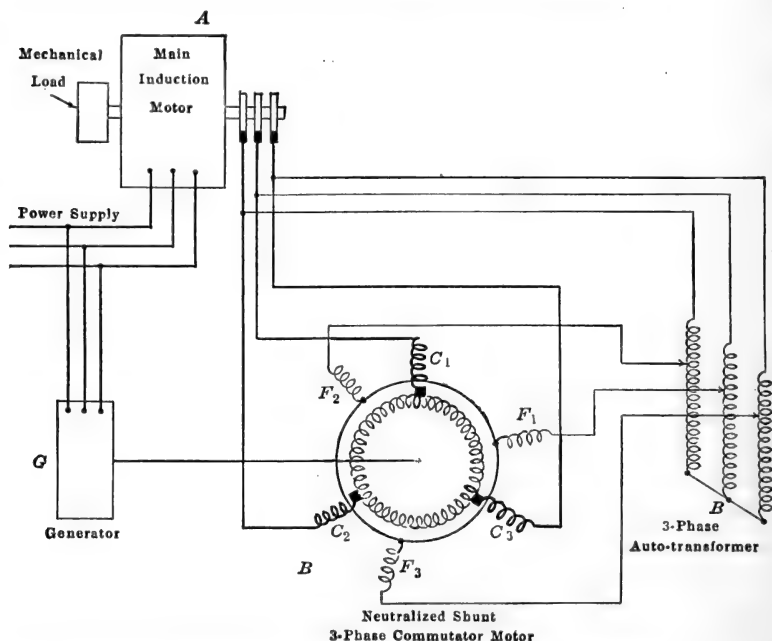 A
Mechanical
Load
Main
Induction
Motor
Power Supply
C1
F2
F1
G
C2
C3
B
F3
Generator
B
3-Phase
Auto-transformer
Neutralized Shunt
3-Phase Commutator Motor